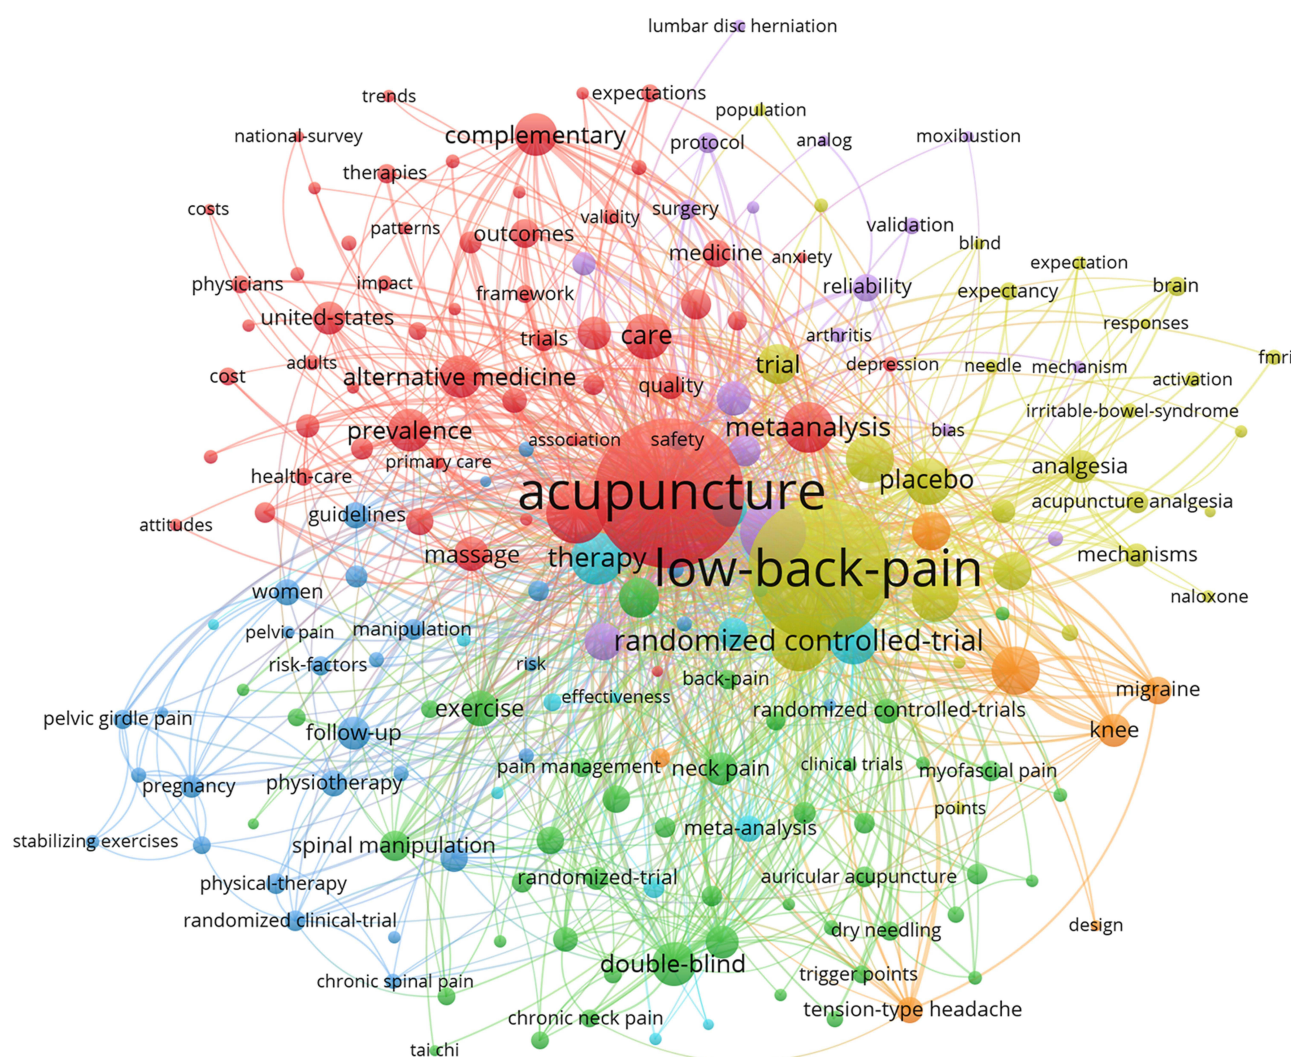 lumbar disc herniation
trends
expectations
population
complementary
national-survey
protocol
analog
moxibustion
therapies
costs
patterns
validity
surgery
validation
outcomes
blind
medicine
anxiety
expectation
physicians
impact
framework
reliability
expectancy
brain
united-states
trials
care
arthritis
responses
adults
cost
alternative medicine
quality
trial
depression
needle
mechanism
fmri
activation
irritable-bowel-syndrome
prevalence
association
safety
metaanalysis
bias
primary care
health-care
analgesia
placebo
acupuncture
acupuncture analgesia
attitudes
guidelines
massage
therapy
low-back-pain
mechanisms
women
naloxone
pelvic pain
manipulation
randomized controlled-trial
risk-factors
risk
back-pain
migraine
effectiveness
exercise
randomized controlled-trials
pelvic girdle pain
follow-up
knee
pain management
neck pain
clinical trials
myofascial pain
pregnancy
physiotherapy
points
stabilizing exercises
spinal manipulation
meta-analysis
physical-therapy
randomized-trial
auricular acupuncture
randomized clinical-trial
dry needling
design
double-blind
chronic spinal pain
trigger points
tension-type headache
chronic neck pain
tai chi